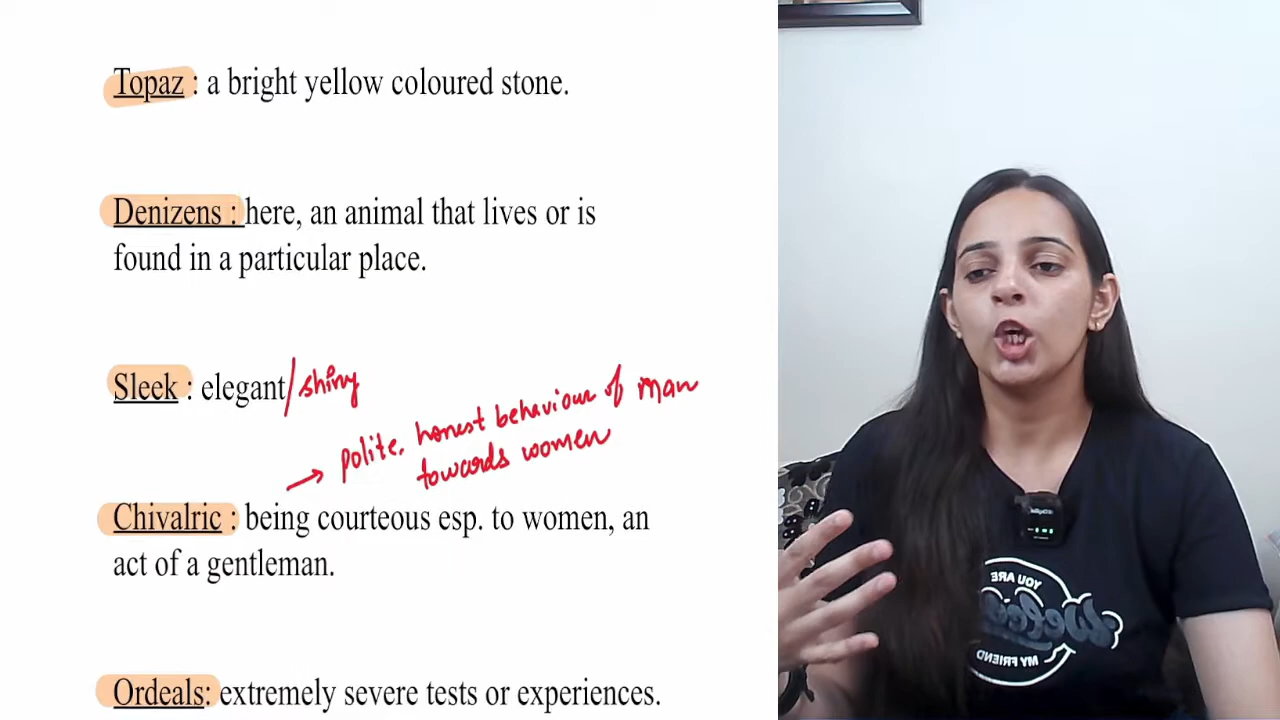 Topaz : a bright yellow coloured stone.
Denizens : here, an animal that lives or is
found in a particular place.
Sleek : elegant/shiny
→ polite. honest behaviour of man
towards women
Chivalric : being courteous esp. to women, an
act of a gentleman.
Ordeals: extremely severe tests or experiences.
YOU ARE
Welcome
MY FRIEND